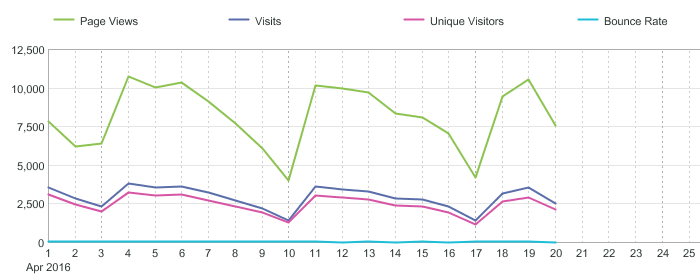 Page Views Visits Unique Visitors Bounce Rate
12,500
10,000
7,500
5,000
2,500
0
1 2 3 4 5 6 7 8 9 10 11 12 13 14 15 16 17 18 19 20 21 22 23 24 25
Apr 2016